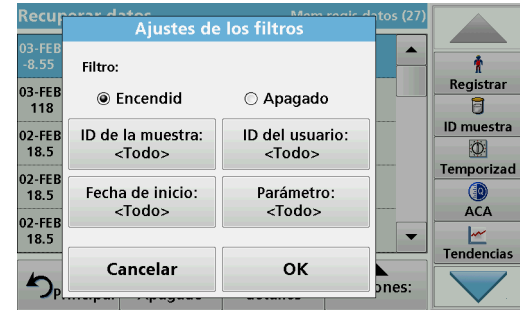 Recuperar datos Mem regis datos (27)
Ajustes de los filtros
03-FEB
-8.55
Filtro:
Encendid Apagado
03-FEB
118
ID de la muestra: ID del usuario:
<Todo> <Todo>
02-FEB
18.5
Fecha de inicio: Parámetro:
<Todo> <Todo>
02-FEB
18.5
02-FEB
18.5
Cancelar OK
Registrar
ID muestra
Temporizad
ACA
Tendencias